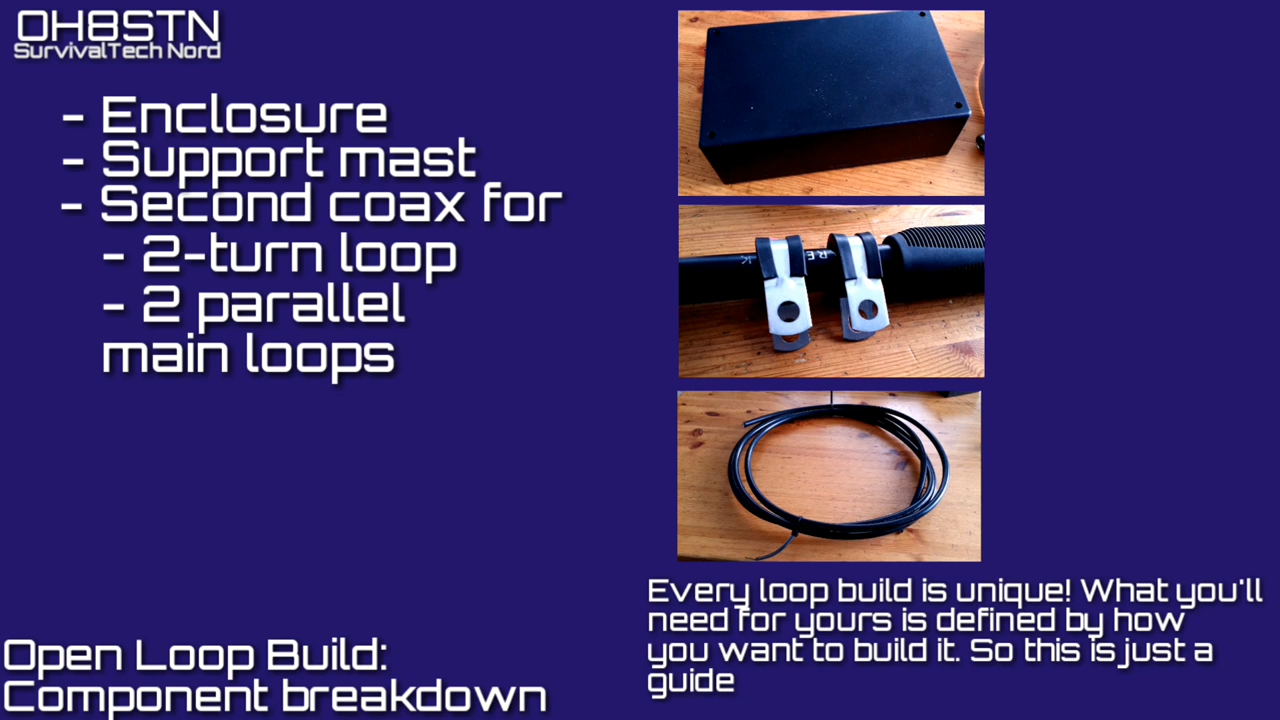 OH8STN
SurvivalTech Nord
- Enclosure
- Support mast
- Second coax for
- 2-turn loop
- 2 parallel
main loops
Open Loop Build:
Component breakdown
Every loop build is unique! What you'll
need for yours is defined by how
you want to build it. So this is just a
guide